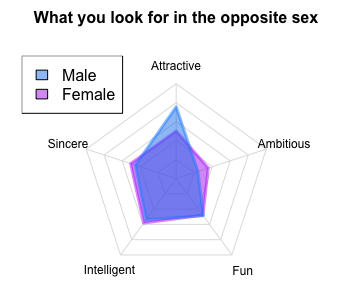 What you look for in the opposite sex
Male
Female
Attractive
Sincere
Ambitious
Intelligent
Fun